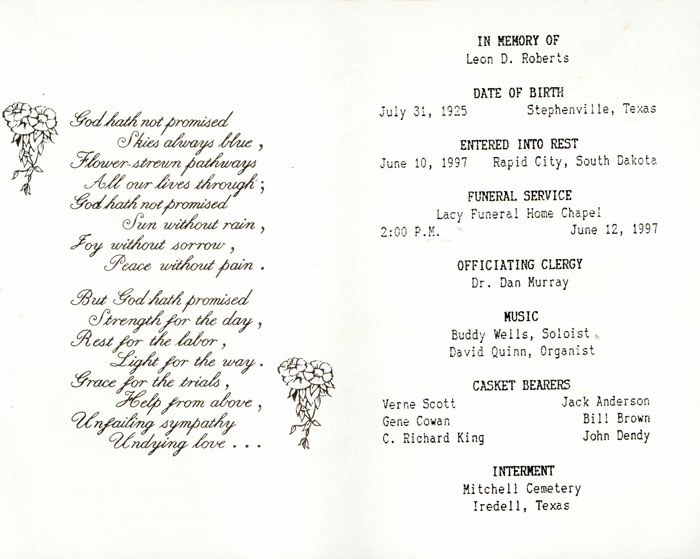 God hath not promised
Skies always blue,
Flower-strewn pathways
All our lives through;
God hath not promised
Sun without rain,
Joy without sorrow,
Peace without pain.
But God hath promised
Strength for the day,
Rest for the labor,
Light for the way.
Grace for the trials,
Help from above,
Unfailing sympathy
Undying love...
IN MEMORY OF
Leon D. Roberts
DATE OF BIRTH
July 31, 1925 Stephenville, Texas
ENTERED INTO REST
June 10, 1997 Rapid City, South Dakota
FUNERAL SERVICE
Lacy Funeral Home Chapel
2:00 P.M. June 12, 1997
OFFICIATING CLERGY
Dr. Dan Murray
MUSIC
Buddy Wells, Soloist
David Quinn, Organist
CASKET BEARERS
Verne Scott Jack Anderson
Gene Cowan Bill Brown
C. Richard King John Dendy
INTERMENT
Mitchell Cemetery
Iredell, Texas